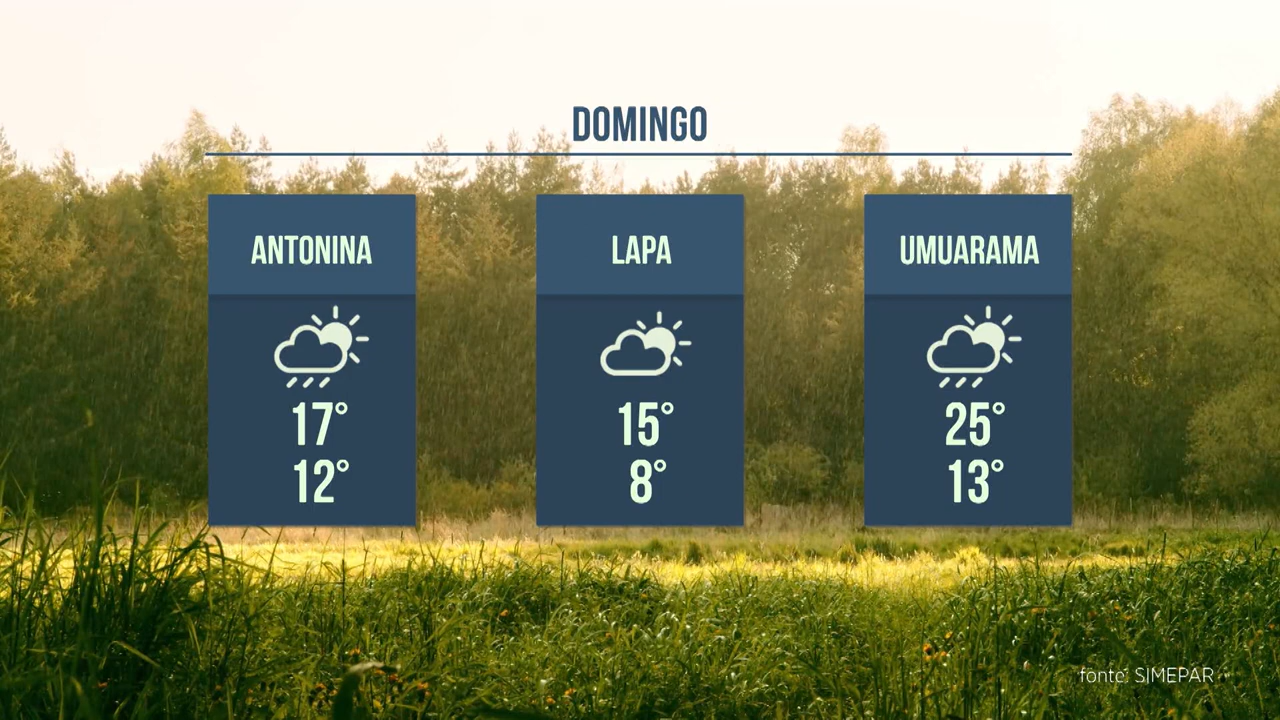 DOMINGO
ANTONINA
17°
12°
LAPA
15°
8°
UMUARAMA
25°
13°
fonte: SIMEPAR